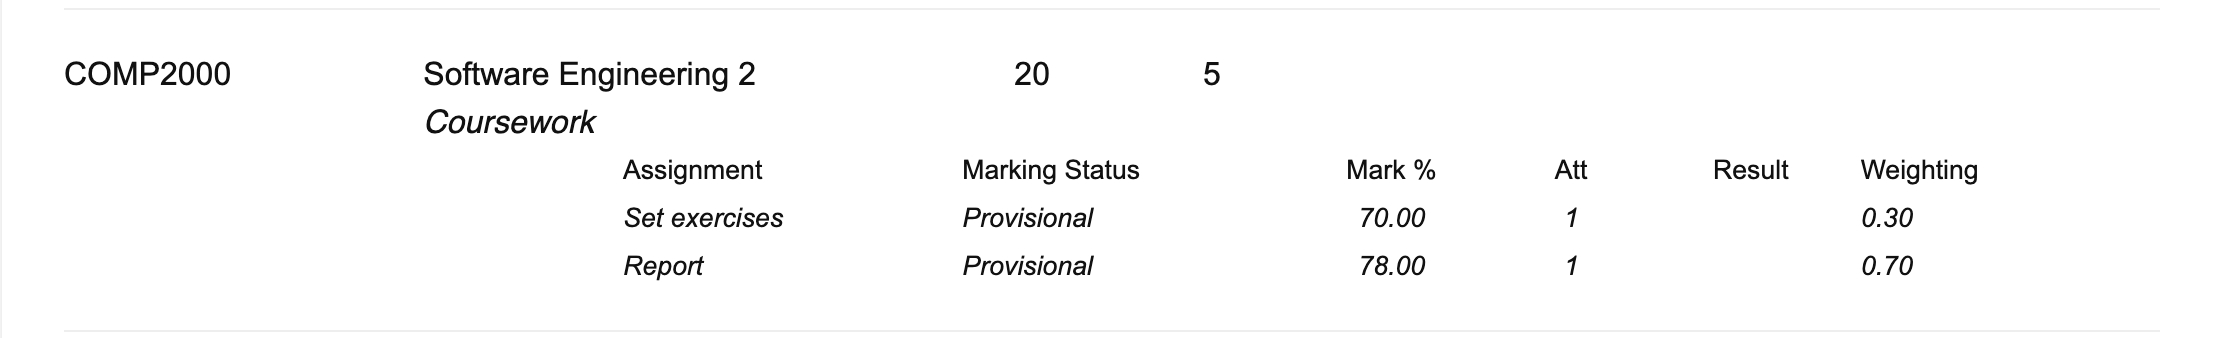 COMP2000 Software Engineering 2 20 5
Coursework
Assignment Marking Status Mark % Att Result Weighting
Set exercises Provisional 70.00 1 0.30
Report Provisional 78.00 1 0.70